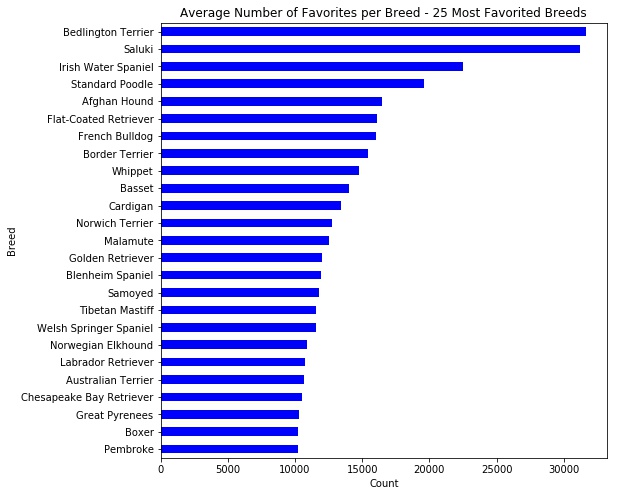 Average Number of Favorites per Breed - 25 Most Favorited Breeds
Breed
Bedlington Terrier
Saluki
Irish Water Spaniel
Standard Poodle
Afghan Hound
Flat-Coated Retriever
French Bulldog
Border Terrier
Whippet
Basset
Cardigan
Norwich Terrier
Malamute
Golden Retriever
Blenheim Spaniel
Samoyed
Tibetan Mastiff
Welsh Springer Spaniel
Norwegian Elkhound
Labrador Retriever
Australian Terrier
Chesapeake Bay Retriever
Great Pyrenees
Boxer
Pembroke
0 5000 10000 15000 20000 25000 30000
Count